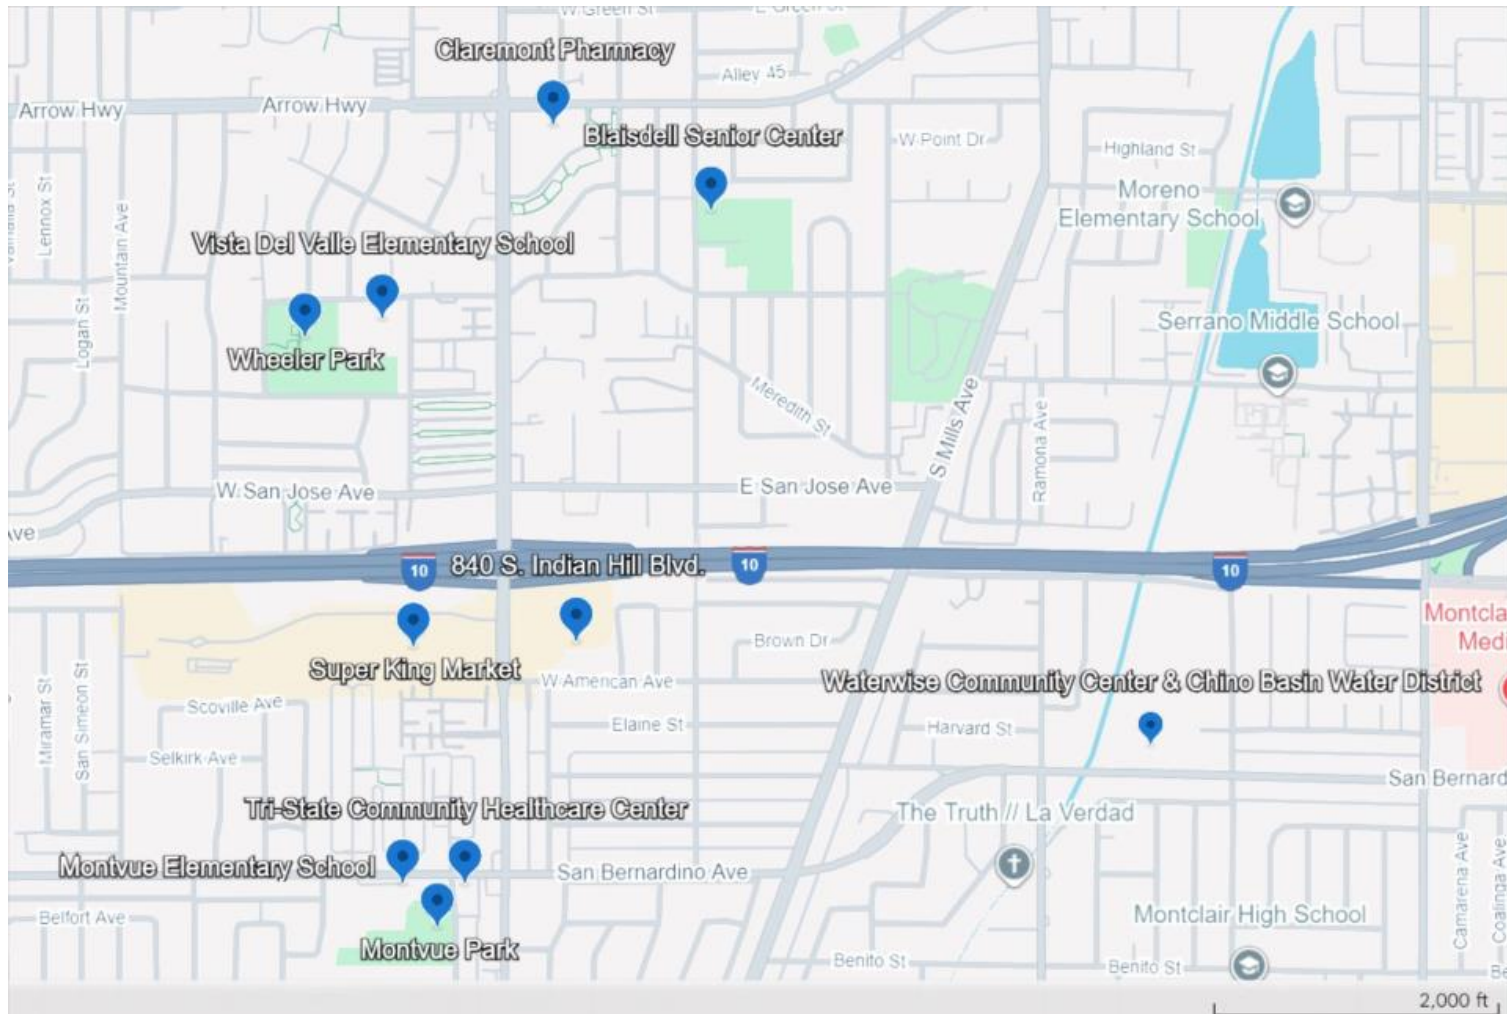 W Green St
E Green St
Claremont Pharmacy
Alley 45
Arrow Hwy
Arrow Hwy
Blaisdell Senior Center
W Point Dr
Highland St
Lennox St
Mountain Ave
Moreno
Elementary School
Vista Del Valle Elementary School
Logan St
Serrano Middle School
Wheeler Park
Meredith St
S Mills Ave
Ramona Ave
W San Jose Ave
E San Jose Ave
Ave
10
840 S. Indian Hill Blvd.
10
10
Montcla
Medi
Brown Dr
Super King Market
W American Ave
Waterwise Community Center & Chino Basin Water District
Miramar St
San Simeon St
Scoville Ave
Elaine St
Harvard St
Selkirk Ave
San Bernard
Tri-State Community Healthcare Center
The Truth // La Verdad
Montvue Elementary School
San Bernardino Ave
Camarena Ave
Coalinga Ave
Belfort Ave
Montclair High School
Montvue Park
Benito St
Benito St
Be
2,000 ft